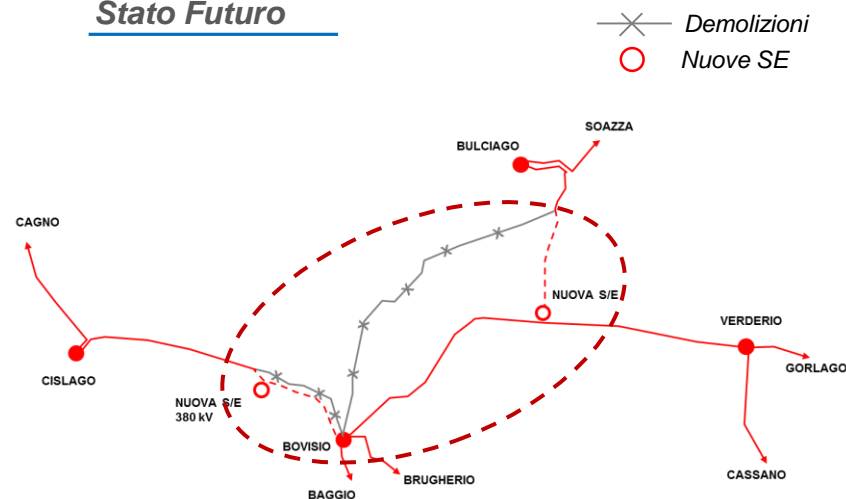 Stato Futuro
Demolizioni
Nuove SE
SOAZZA
BULCIAGO
CAGNO
NUOVA S/E
VERDERIO
GORLAGO
CISLAGO
NUOVA S/E
380 kV
BOVISIO
CASSANO
BRUGHERIO
BAGGIO